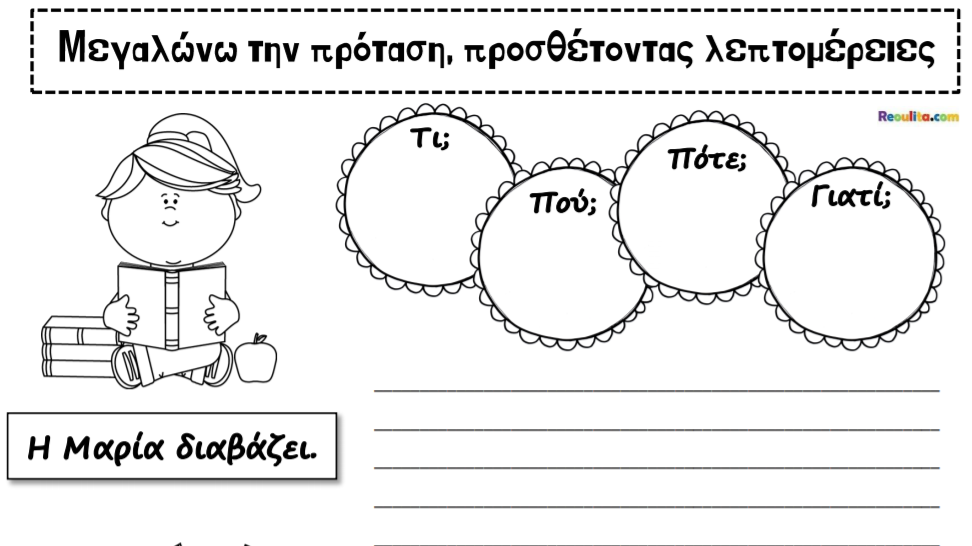 Μεγαλώνω την πρόταση, προσθέτοντας λεπτομέρειες
Reoulita.com
Τι;
Πού;
Πότε;
Γιατί;
Η Μαρία διαβάζει.